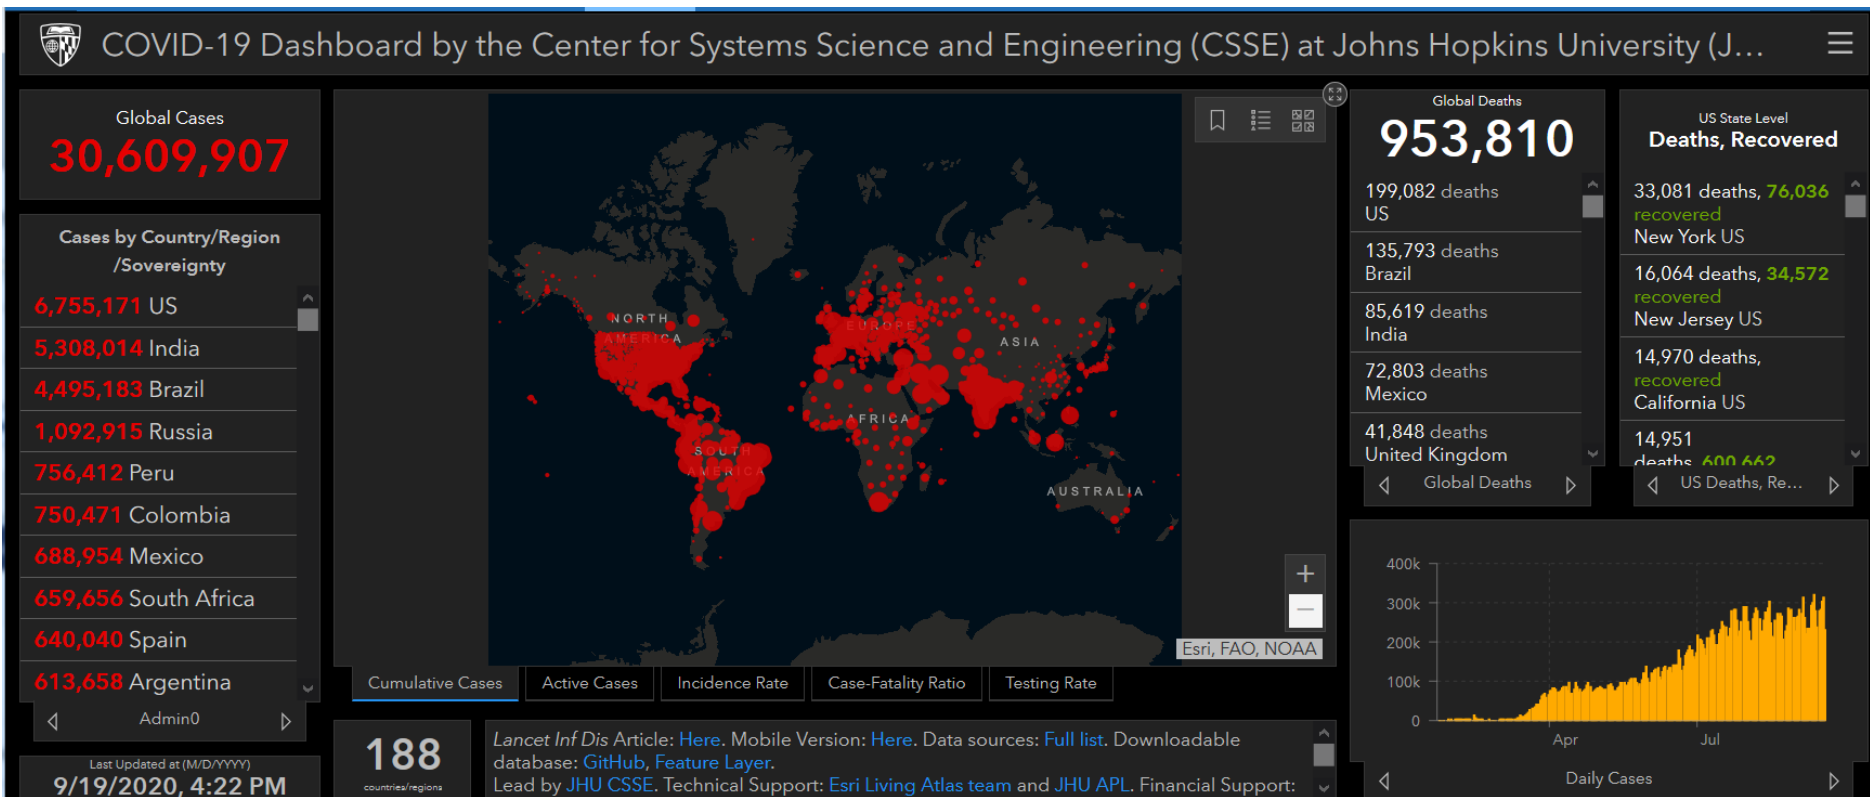 COVID-19 Dashboard by the Center for Systems Science and Engineering (CSSE) at Johns Hopkins University (J...
Global Cases
30,609,907
Cases by Country/Region
/Sovereignty
6,755,171 US
5,308,014 India
4,495,183 Brazil
1,092,915 Russia
756,412 Peru
750,471 Colombia
688,954 Mexico
659,656 South Africa
640,040 Spain
613,658 Argentina
Admin0
Last Updated at (M/D/YYYY)
9/19/2020, 4:22 PM
NORTH
AMERICA
SOUTH
AMERICA
EUROPE
AFRICA
ASIA
AUSTRALIA
Esri, FAO, NOAA
Cumulative Cases
Active Cases
Incidence Rate
Case-Fatality Ratio
Testing Rate
188
countries/regions
Lancet Inf Dis Article: Here. Mobile Version: Here. Data sources: Full list. Downloadable
database: GitHub, Feature Layer.
Lead by JHU CSSE. Technical Support: Esri Living Atlas team and JHU APL. Financial Support:
Global Deaths
953,810
199,082 deaths
US
135,793 deaths
Brazil
85,619 deaths
India
72,803 deaths
Mexico
41,848 deaths
United Kingdom
Global Deaths
US State Level
Deaths, Recovered
33,081 deaths, 76,036
recovered
New York US
16,064 deaths, 34,572
recovered
New Jersey US
14,970 deaths,
recovered
California US
14,951
deaths, 600,662
US Deaths, Re...
400k
300k
200k
100k
0
Apr
Jul
Daily Cases